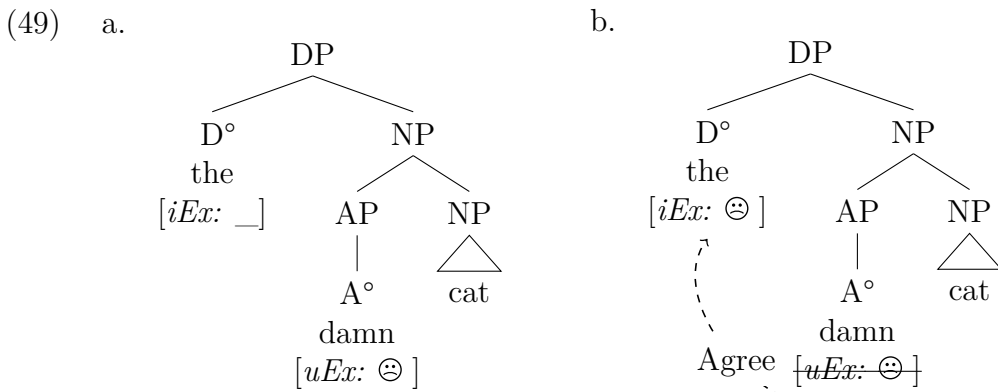 (49) a. b.
DP DP
D° NP D° NP
the the
[iEx: _] AP NP [iEx: ☹ ] AP NP
A° cat A° cat
damn damn
[uEx: ☹ ] Agree [uEx: ☹ ]